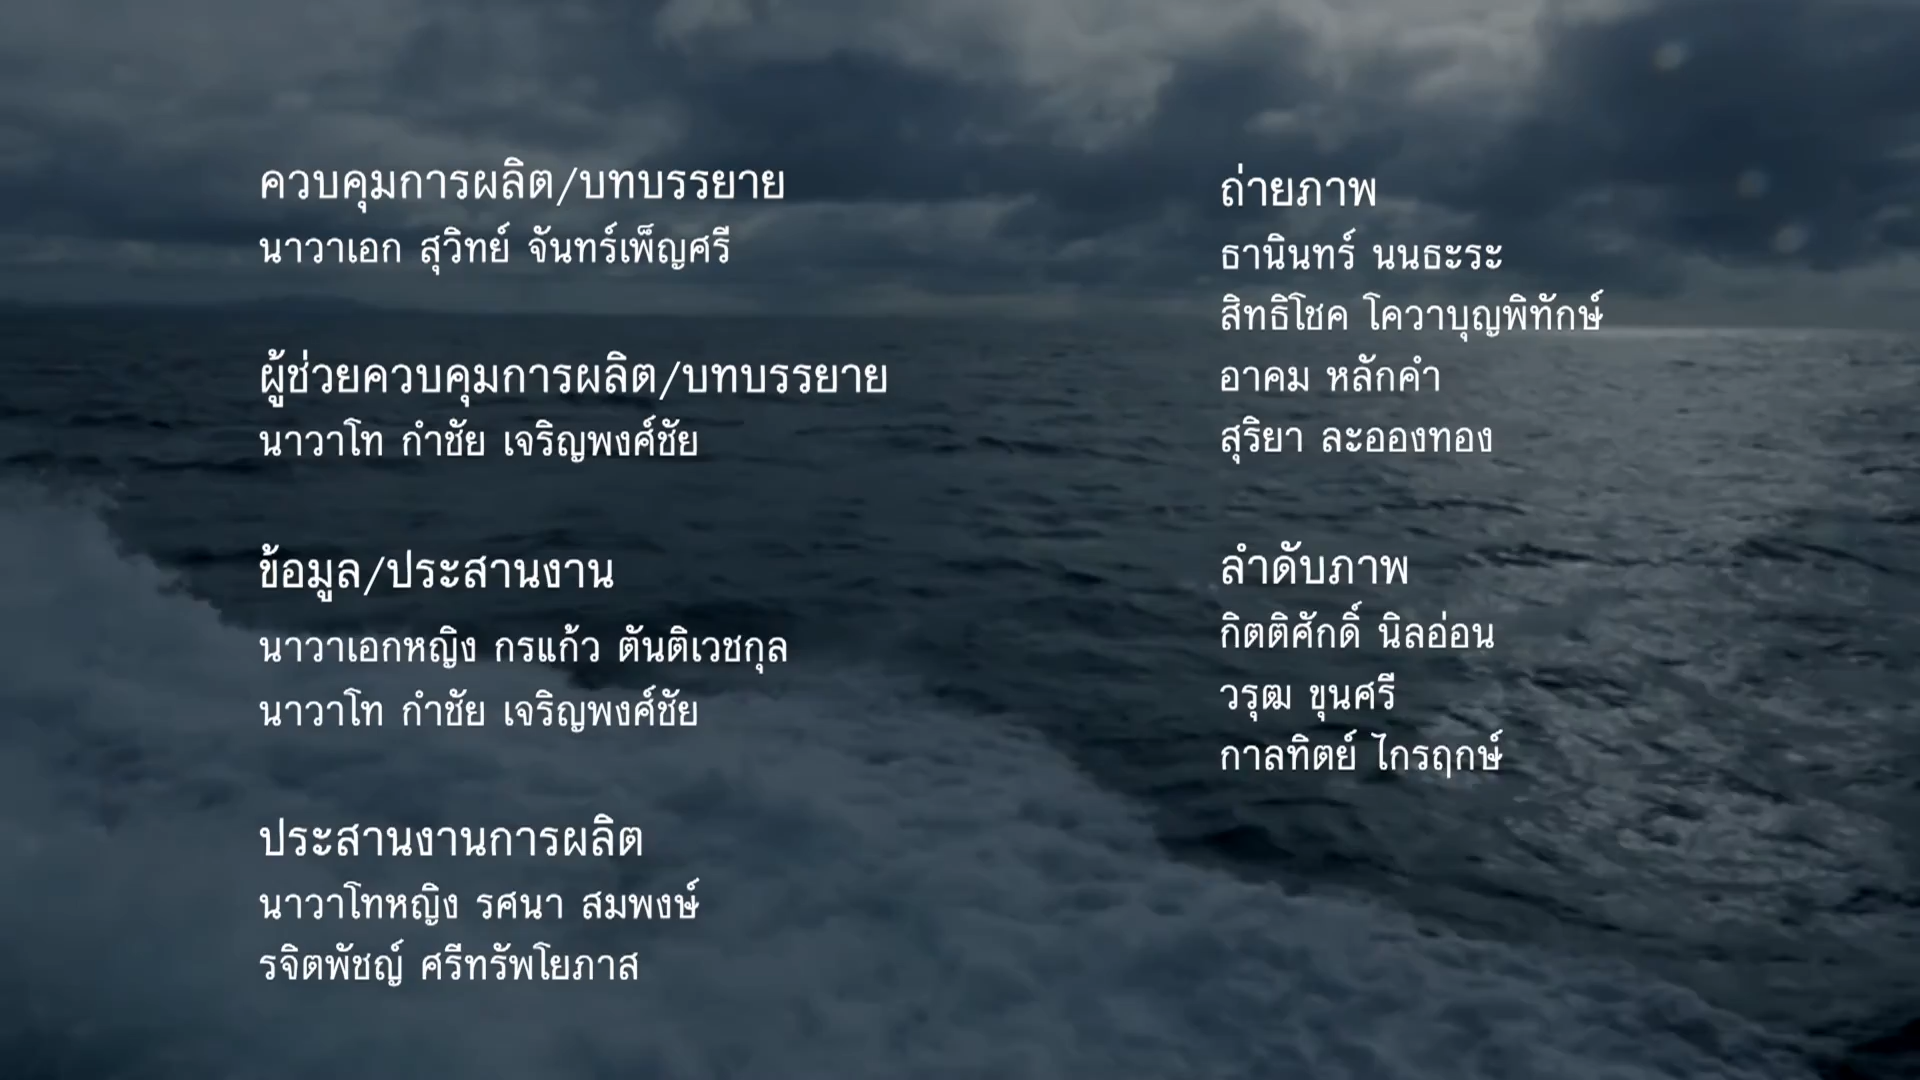 ควบคุมการผลิต/บทบรรยาย
นาวาเอก สุวิทย์ จันทร์เพ็ญศรี
ผู้ช่วยควบคุมการผลิต/บทบรรยาย
นาวาโท กำชัย เจริญพงศ์ชัย
ข้อมูล/ประสานงาน
นาวาเอกหญิง กรแก้ว ตันติเวชกุล
นาวาโท กำชัย เจริญพงศ์ชัย
ประสานงานการผลิต
นาวาโทหญิง รศนา สมพงษ์
รจิตพัชญ์ ศรีทรัพโยภาส
ถ่ายภาพ
ธานินทร์ นนธะระ
สิทธิโชค โควาบุญพิทักษ์
อาคม หลักคำ
สุริยา ละอองทอง
ลำดับภาพ
กิตติศักดิ์ นิลอ่อน
วรุฒ ขุนศรี
กาลทิตย์ ไกรฤกษ์